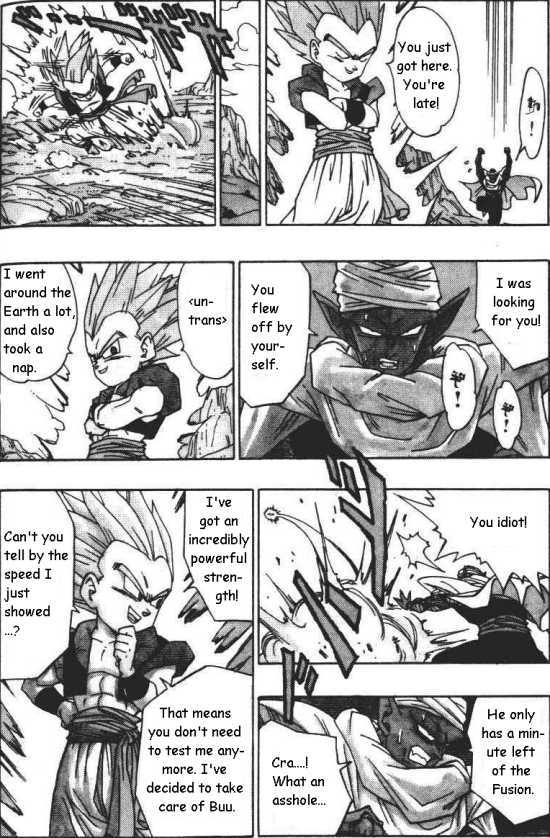 You just
got here.
You're
late!
I was
looking
for you!
You
flew
off by
your-
self.
<un-
trans>
I went
around the
Earth a lot,
and also
took a
nap.
You idiot!
He only
has a min-
ute left
of the
Fusion.
Cra....!
What an
asshole...
I've
got an
incredibly
powerful
stren-
gth!
Can't you
tell by the
speed I
just
showed
...?
That means
you don't need
to test me any-
more. I've
decided to take
care of Buu.